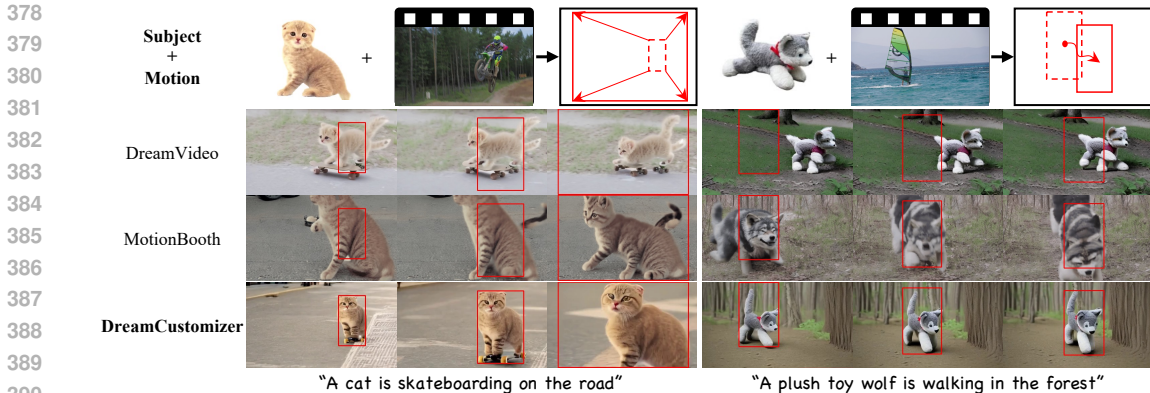 378
379
380
381
382
383
384
385
386
387
388
389
Subject
+
Motion
+
+
DreamVideo
MotionBooth
DreamCustomizer
"A cat is skateboarding on the road"
"A plush toy wolf is walking in the forest"